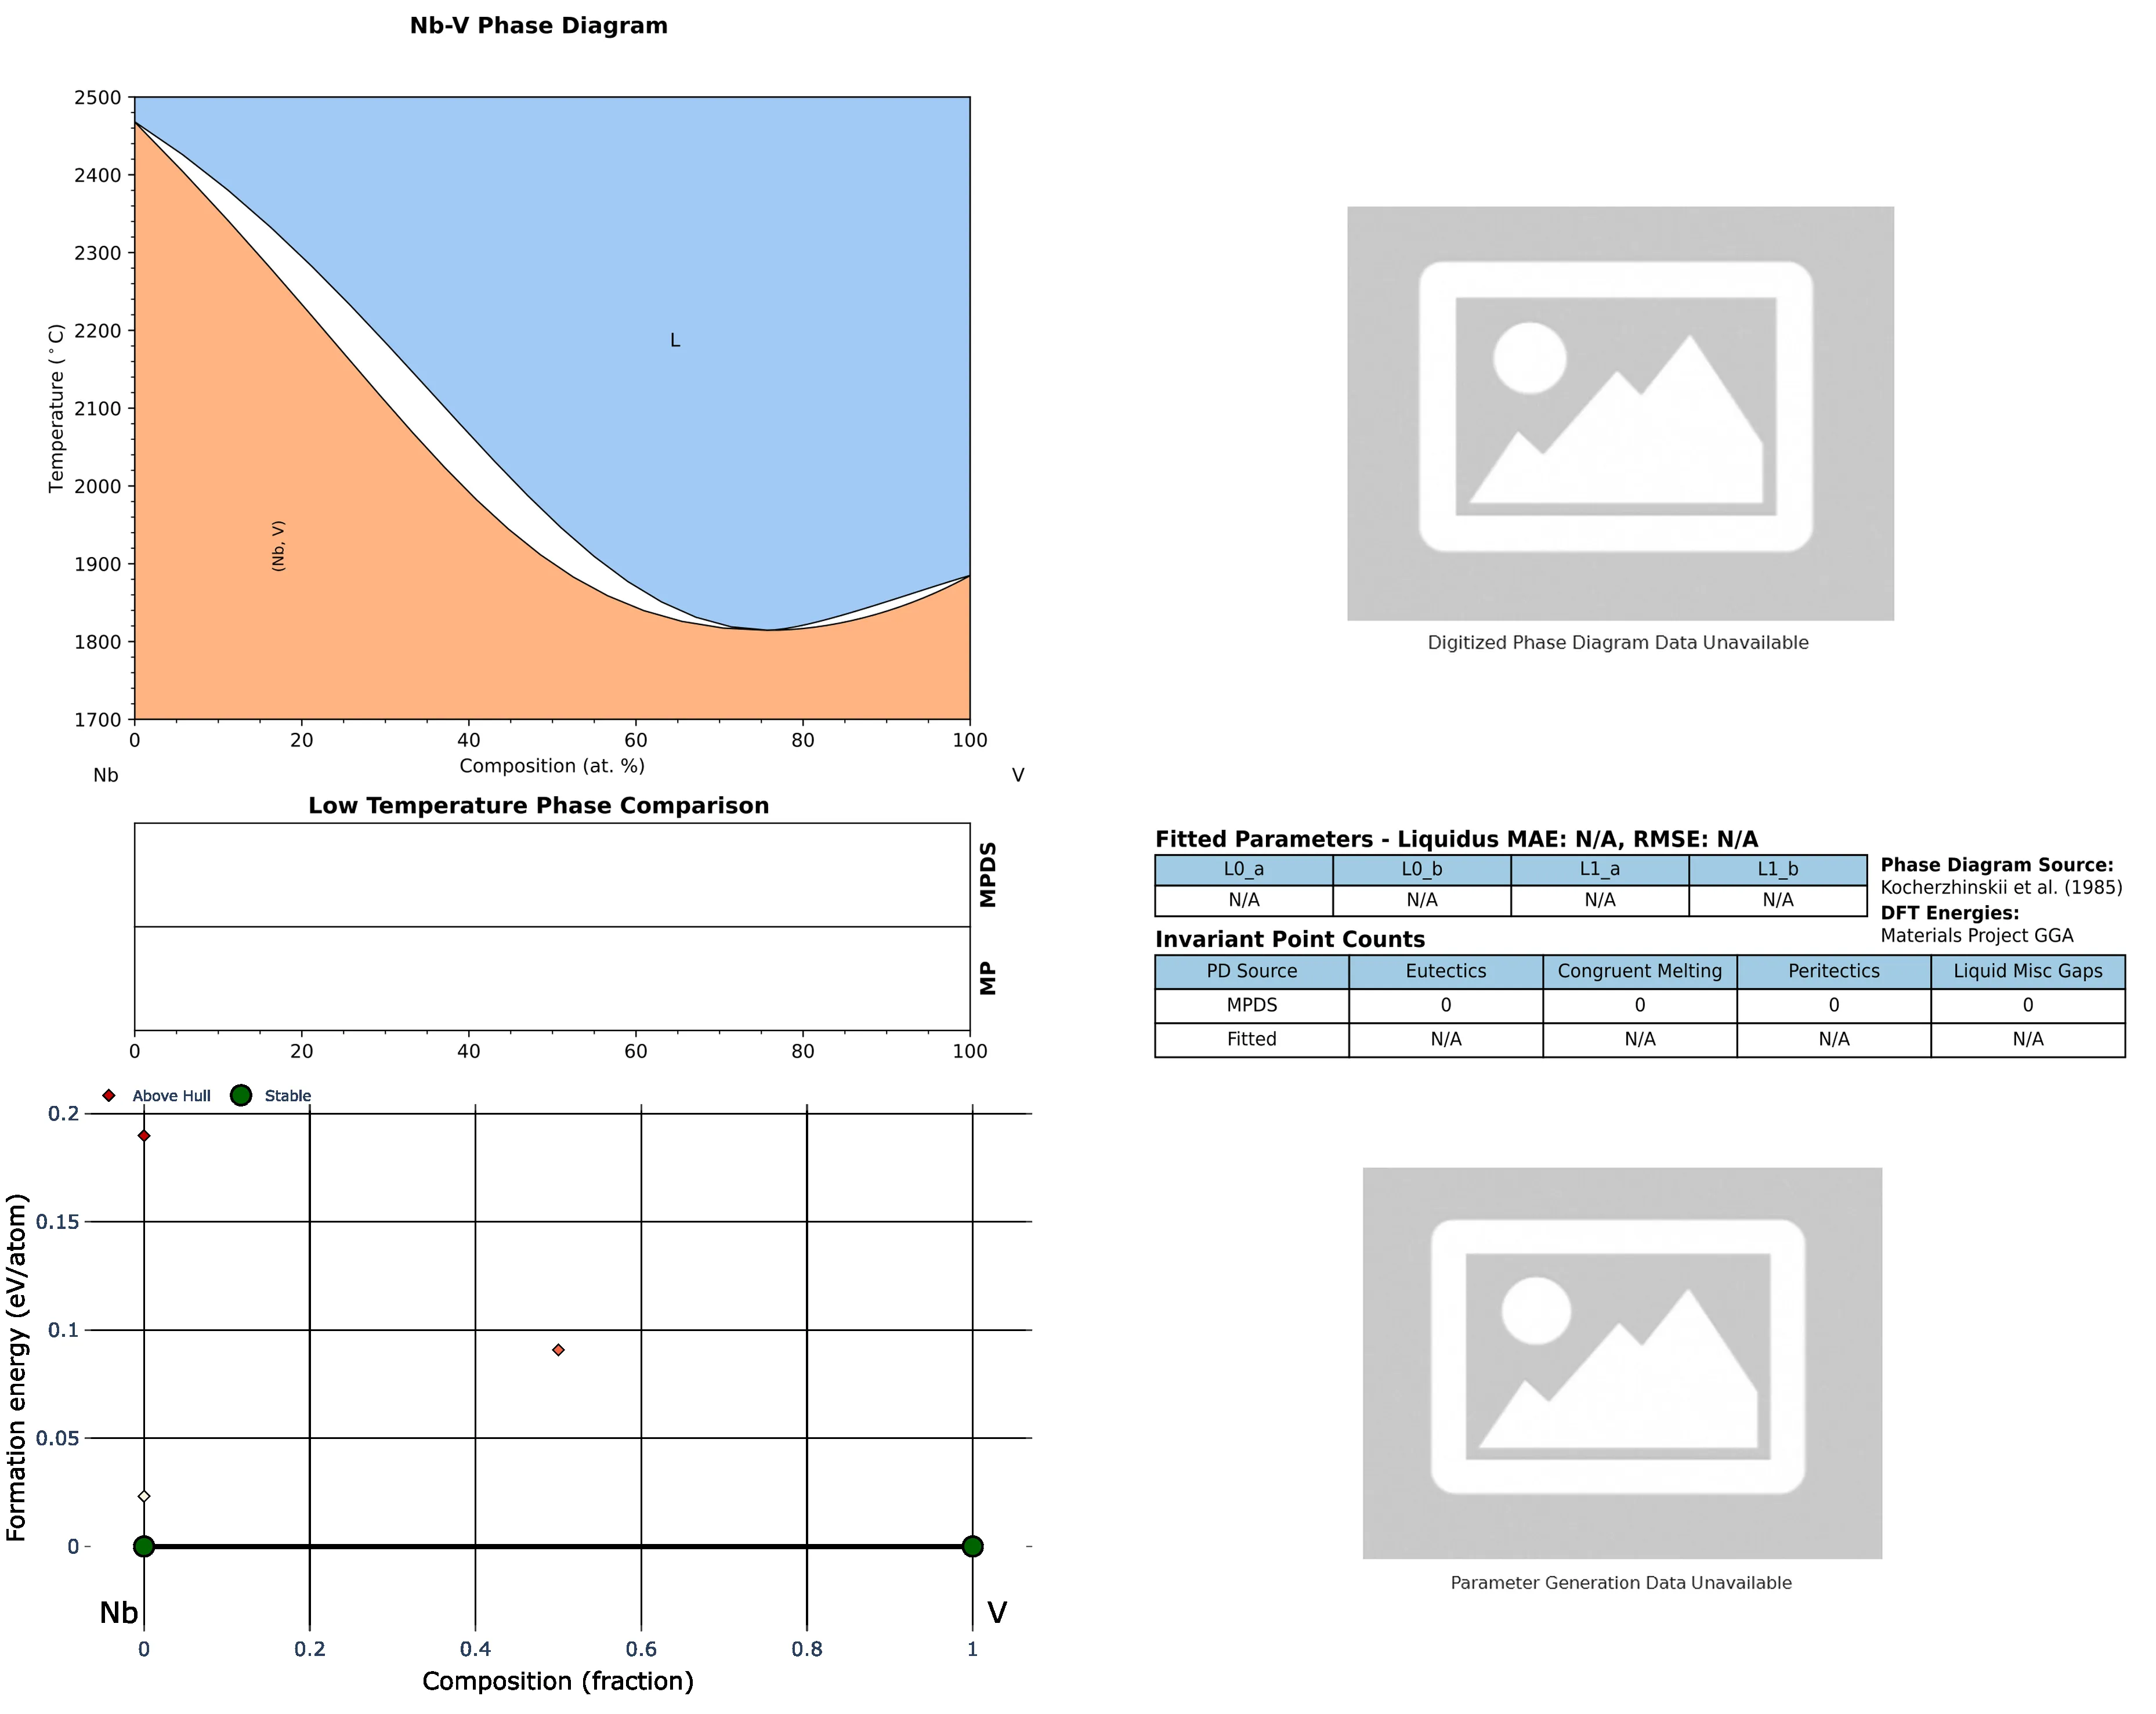 Nb-V Phase Diagram
2500
2400
2300
2200
2100
2000
1900
1800
1700
Temperature (°C)
L
(Nb, V)
0 20 40 60 80 100
Composition (at. %)
Nb V
Digitized Phase Diagram Data Unavailable
Low Temperature Phase Comparison
MPDS
MP
0 20 40 60 80 100
Fitted Parameters - Liquidus MAE: N/A, RMSE: N/A
L0_a L0_b L1_a L1_b
N/A N/A N/A N/A
Phase Diagram Source:
Kocherzhinskii et al. (1985)
DFT Energies:
Materials Project GGA
Invariant Point Counts
PD Source Eutectics Congruent Melting Peritectics Liquid Misc Gaps
MPDS 0 0 0 0
Fitted N/A N/A N/A N/A
Above Hull Stable
0.2
0.15
0.1
0.05
0
Formation energy (eV/atom)
Nb V
0 0.2 0.4 0.6 0.8 1
Composition (fraction)
Parameter Generation Data Unavailable